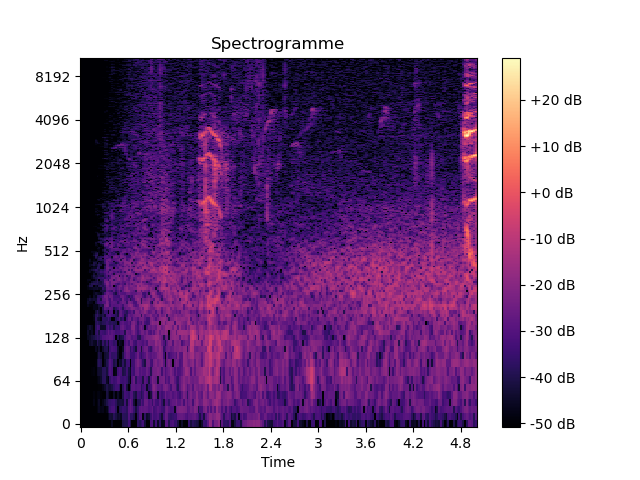 Spectrogramme
Hz
8192
4096
2048
1024
512
256
128
64
0
0 0.6 1.2 1.8 2.4 3 3.6 4.2 4.8
Time
+20 dB
+10 dB
+0 dB
-10 dB
-20 dB
-30 dB
-40 dB
-50 dB